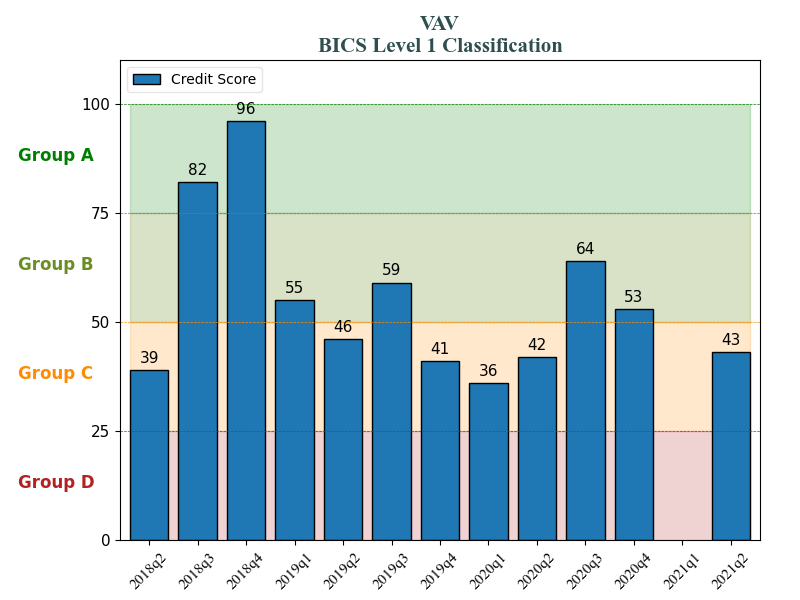 VAV
BICS Level 1 Classification
Credit Score
100
75
50
25
0
Group A
Group B
Group C
Group D
39
82
96
55
46
59
41
36
42
64
53
43
2018q2
2018q3
2018q4
2019q1
2019q2
2019q3
2019q4
2020q1
2020q2
2020q3
2020q4
2021q1
2021q2